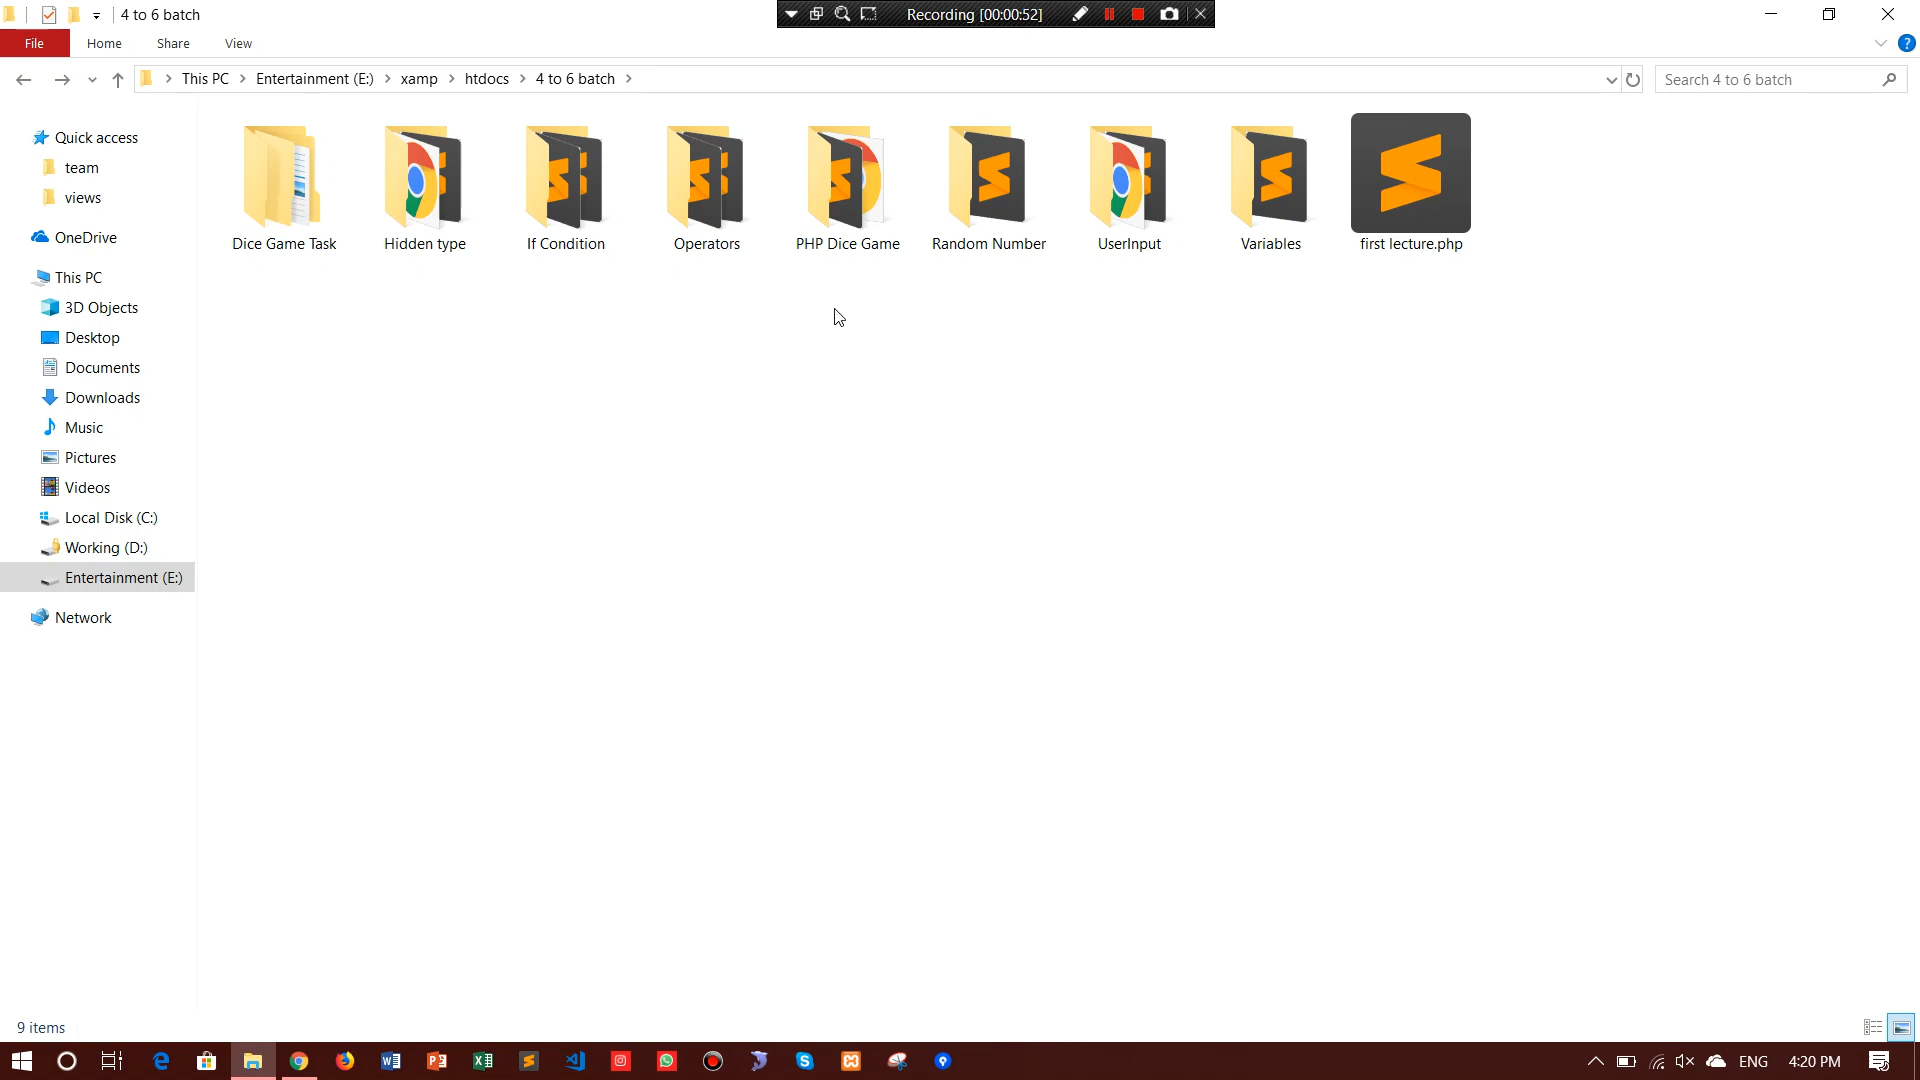 4 to 6 batch
Recording [00:00:52]
File
Home
Share
View
This PC
Entertainment (E:)
xamp
htdocs
4 to 6 batch
Search 4 to 6 batch
Quick access
team
views
OneDrive
This PC
3D Objects
Desktop
Documents
Downloads
Music
Pictures
Videos
Local Disk (C:)
Working (D:)
Entertainment (E:)
Network
Dice Game Task
Hidden type
If Condition
Operators
PHP Dice Game
Random Number
UserInput
Variables
first lecture.php
9 items
ENG
4:20 PM